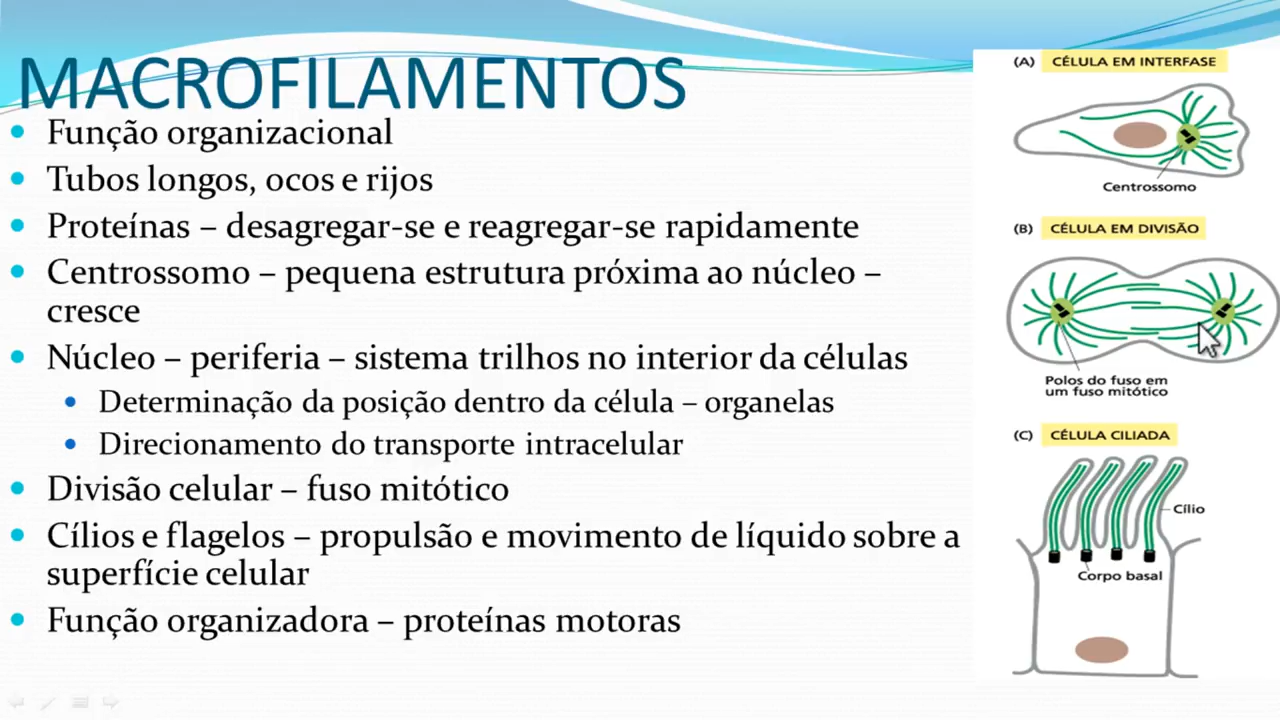 MACROFILAMENTOS
• Função organizacional
• Tubos longos, ocos e rijos
• Proteínas – desagregar-se e reagregar-se rapidamente
• Centrossomo – pequena estrutura próxima ao núcleo –
cresce
• Núcleo – periferia – sistema trilhos no interior da células
• Determinação da posição dentro da célula – organelas
• Direcionamento do transporte intracelular
• Divisão celular – fuso mitótico
• Cílios e flagelos – propulsão e movimento de líquido sobre a
superfície celular
• Função organizadora – proteínas motoras
(A) CÉLULA EM INTERFASE
Centrossomo
(B) CÉLULA EM DIVISÃO
Polos do fuso em
um fuso mitótico
(C) CÉLULA CILIADA
Cílio
Corpo basal